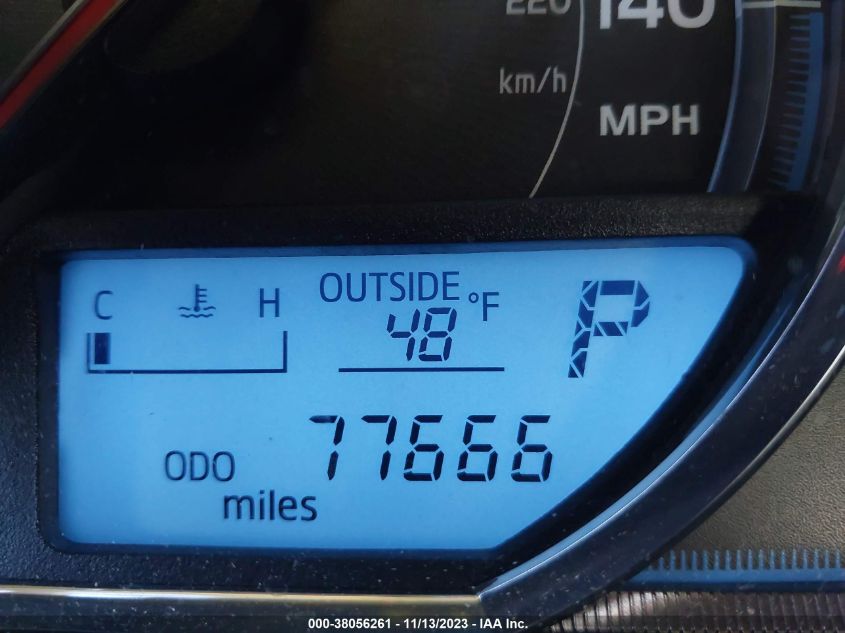 220 140
km/h
MPH
OUTSIDE
C H 48 °F P
ODO 77666
miles
000-38056261 - 11/13/2023 - IAA Inc.